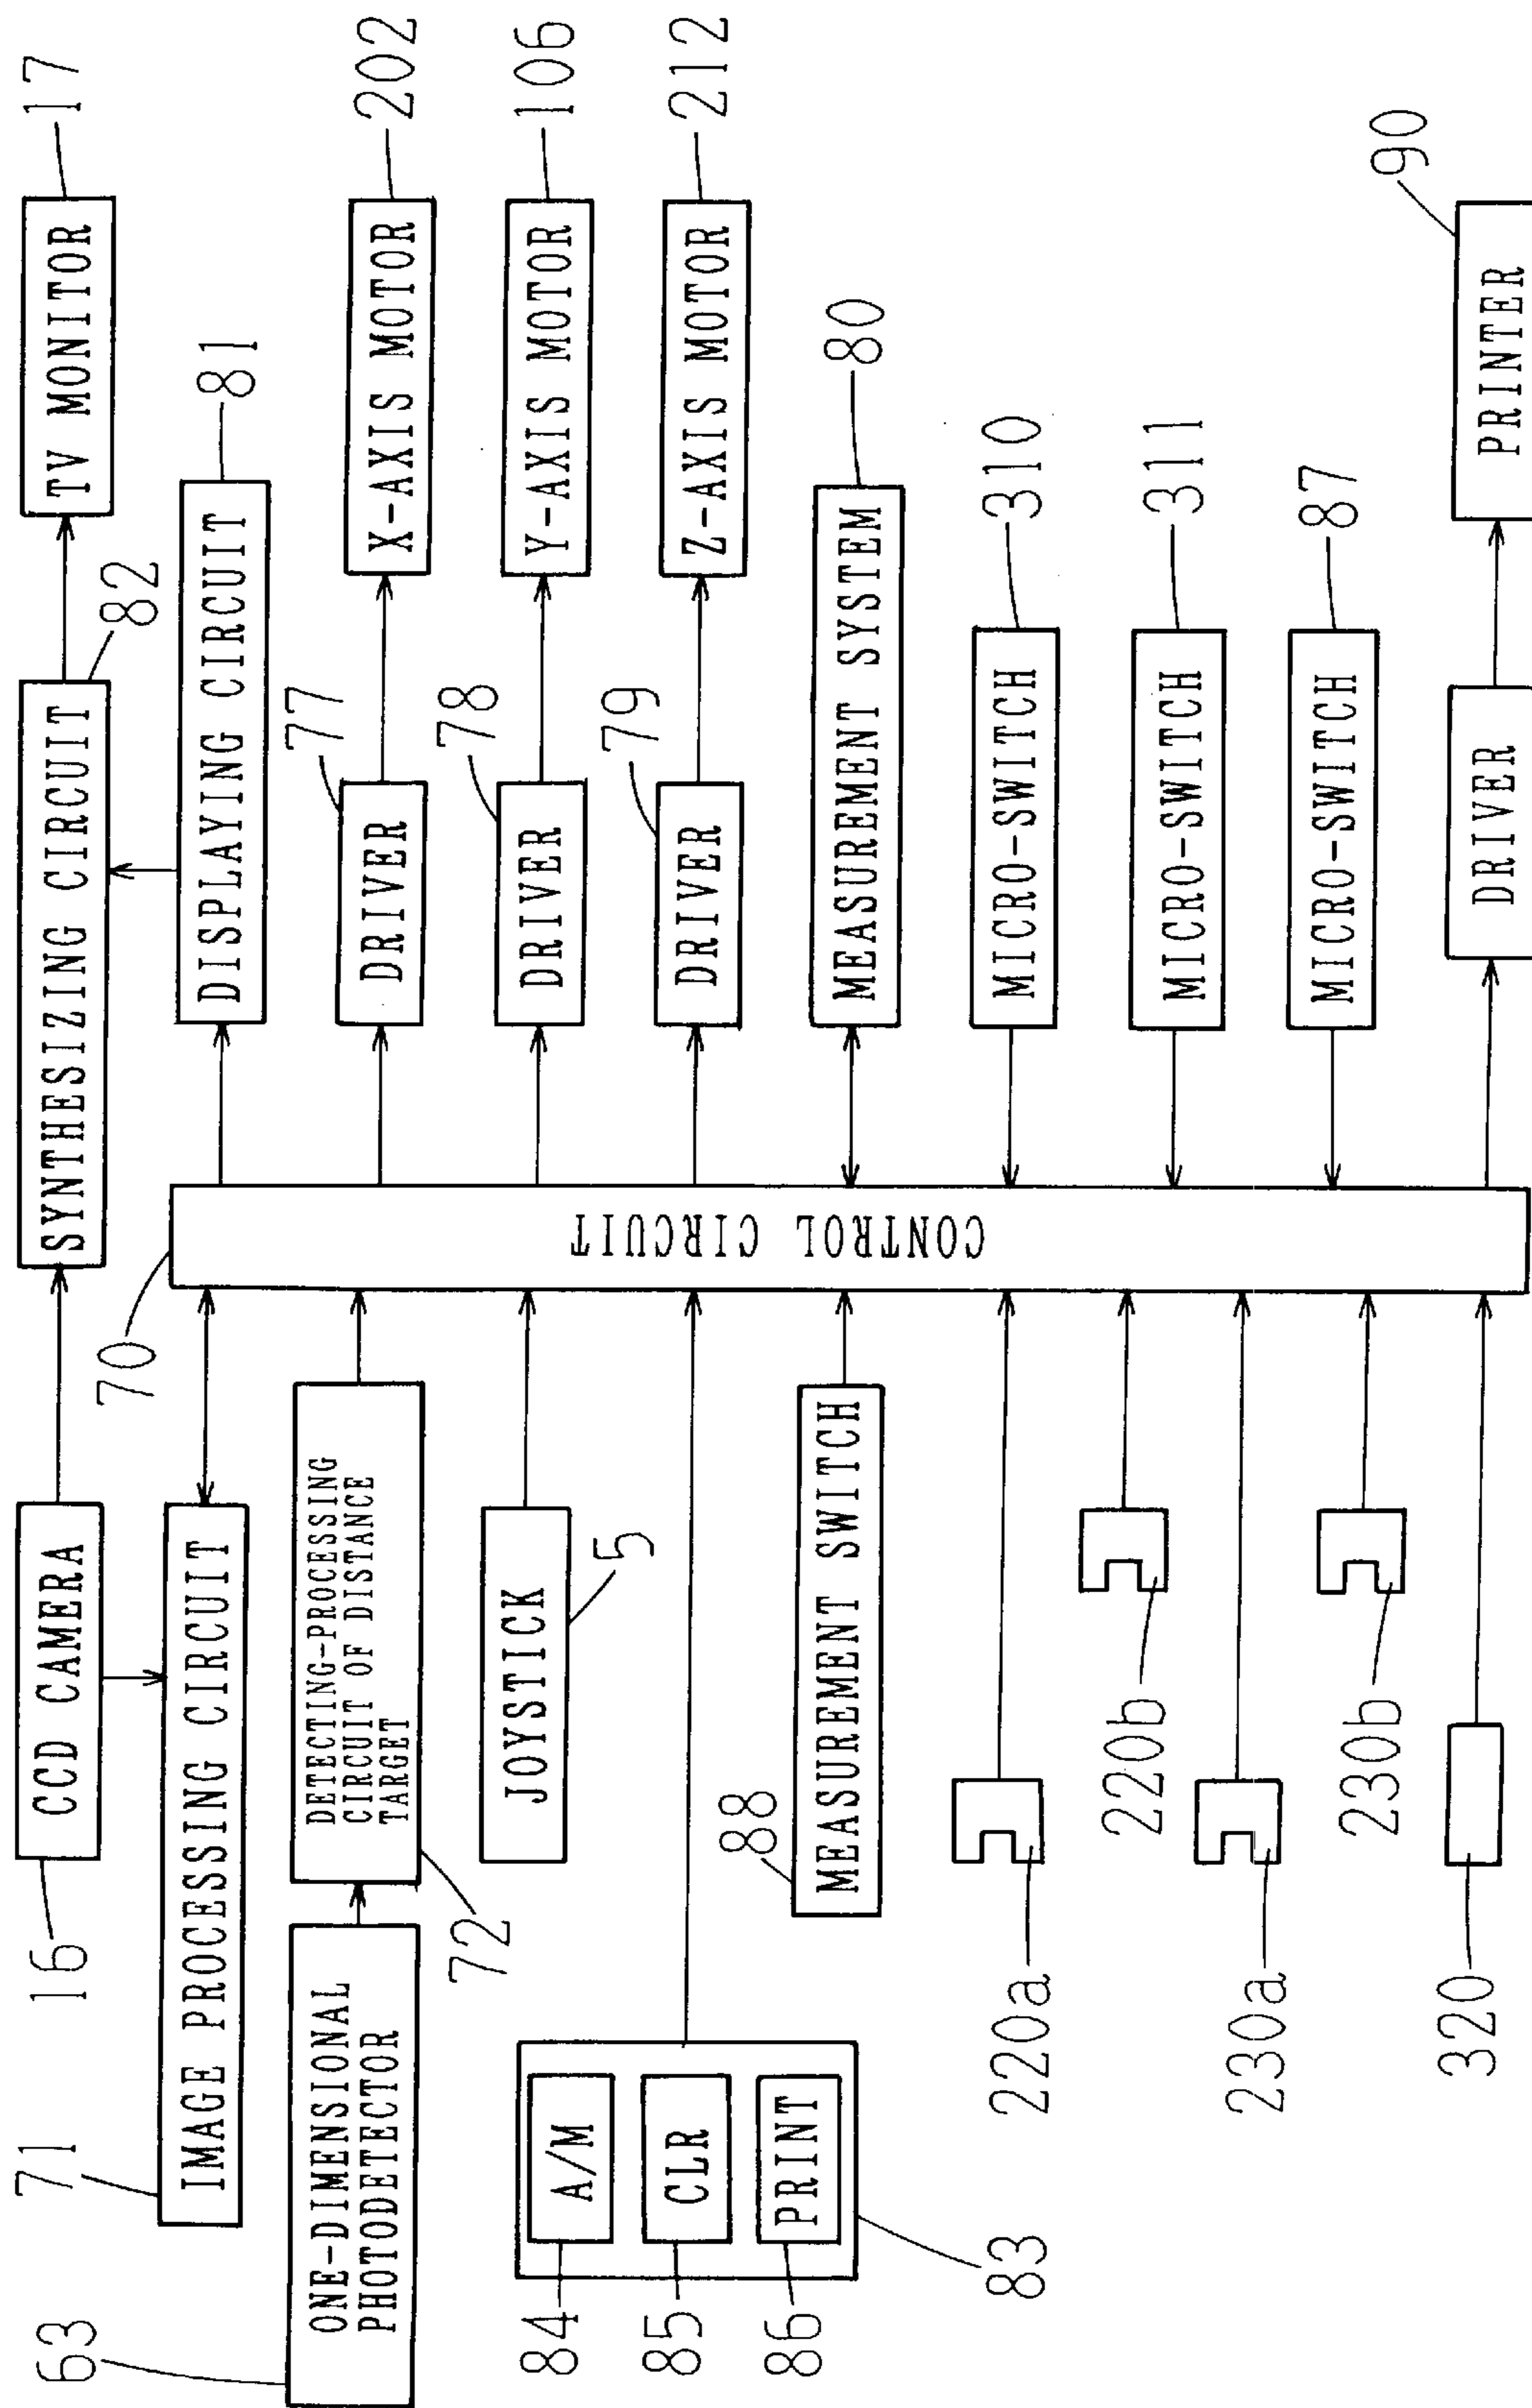 16
CCD CAMERA
SYNTHESIZING CIRCUIT
82
TV MONITOR
17
71
IMAGE PROCESSING CIRCUIT
70
DISPLAYING CIRCUIT
81
63
ONE-DIMENSIONAL
PHOTODETECTOR
DETECTING-PROCESSING
CIRCUIT OF DISTANCE
TARGET
72
77
DRIVER
X-AXIS MOTOR
202
JOYSTICK
5
78
DRIVER
Y-AXIS MOTOR
106
84
A/M
85
CLR
86
PRINT
83
79
DRIVER
Z-AXIS MOTOR
212
CONTROL CIRCUIT
88
MEASUREMENT SWITCH
MEASUREMENT SYSTEM
80
220a
MICRO-SWITCH
310
220b
230a
MICRO-SWITCH
311
230b
MICRO-SWITCH
87
320
DRIVER
PRINTER
90